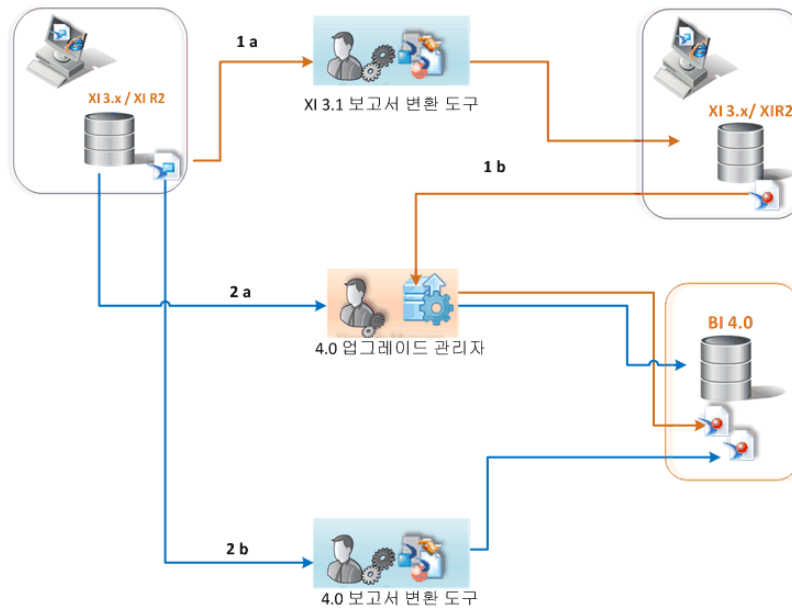 1 a
XI 3.x / XI R2
XI 3.1 보고서 변환 도구
XI 3.x/ XIR2
1 b
2 a
4.0 업그레이드 관리자
BI 4.0
2 b
4.0 보고서 변환 도구